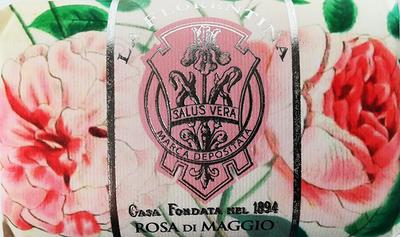 LA FLORENTINA
SALUS VERA
MARCA DEPOSITATA
CASA FONDATA NEL 1894
ROSA DI MAGGIO